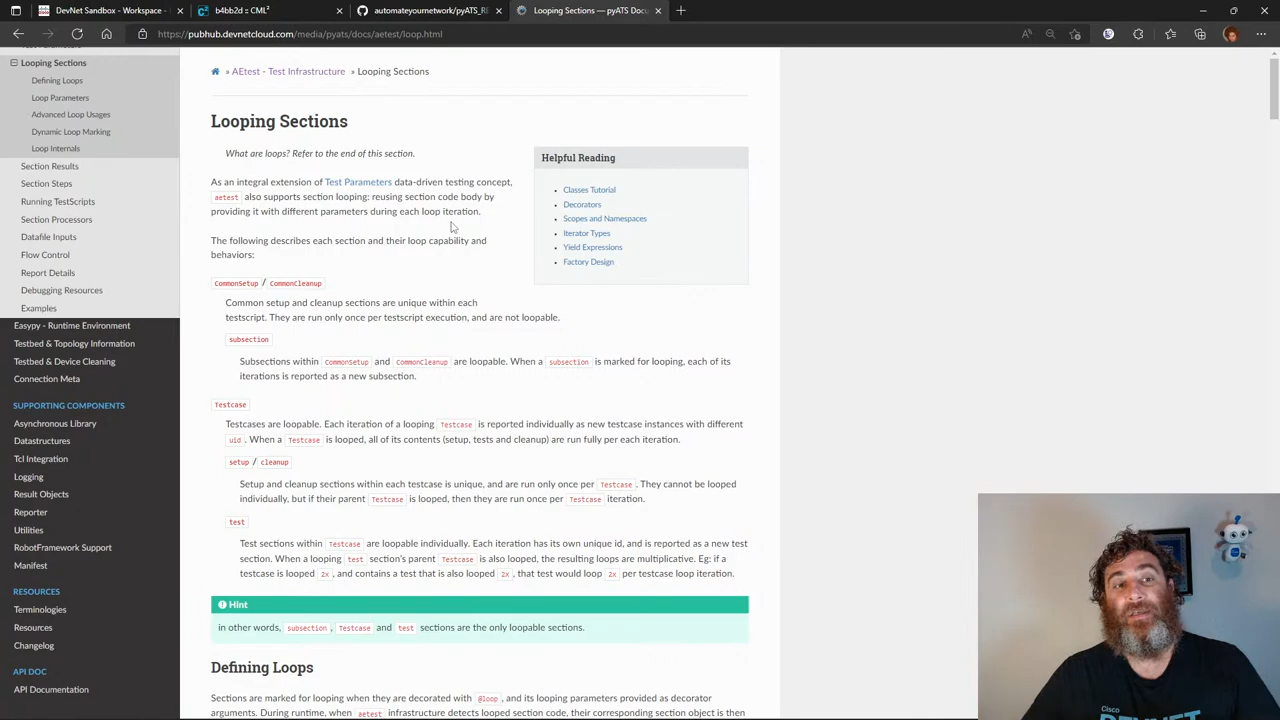 DevNet Sandbox - Workspace -
b4bb2d :: CML²
automateyournetwork/pyATS_RE
Looping Sections — pyATS Docu
https://pubhub.devnetcloud.com/media/pyats/docs/aetest/loop.html
Looping Sections
Defining Loops
Loop Parameters
Advanced Loop Usages
Dynamic Loop Marking
Loop Internals
Section Results
Section Steps
Running TestScripts
Section Processors
Datafile Inputs
Flow Control
Report Details
Debugging Resources
Examples
Easypy - Runtime Environment
Testbed & Topology Information
Testbed & Device Cleaning
Connection Meta
SUPPORTING COMPONENTS
Asynchronous Library
Datastructures
Tcl Integration
Logging
Result Objects
Reporter
Utilities
RobotFramework Support
Manifest
RESOURCES
Terminologies
Resources
Changelog
API DOC
API Documentation
» AEtest - Test Infrastructure » Looping Sections
Looping Sections
What are loops? Refer to the end of this section.
As an integral extension of Test Parameters data-driven testing concept,
aetest also supports section looping: reusing section code body by
providing it with different parameters during each loop iteration.
The following describes each section and their loop capability and
behaviors:
Helpful Reading
• Classes Tutorial
• Decorators
• Scopes and Namespaces
• Iterator Types
• Yield Expressions
• Factory Design
CommonSetup / CommonCleanup
Common setup and cleanup sections are unique within each
testscript. They are run only once per testscript execution, and are not loopable.
subsection
Subsections within CommonSetup and CommonCleanup are loopable. When a subsection is marked for looping, each of its
iterations is reported as a new subsection.
Testcase
Testcases are loopable. Each iteration of a looping Testcase is reported individually as new testcase instances with different
uid. When a Testcase is looped, all of its contents (setup, tests and cleanup) are run fully per each iteration.
setup / cleanup
Setup and cleanup sections within each testcase is unique, and are run only once per Testcase. They cannot be looped
individually, but if their parent Testcase is looped, then they are run once per Testcase iteration.
test
Test sections within Testcase are loopable individually. Each iteration has its own unique id, and is reported as a new test
section. When a looping test section's parent Testcase is also looped, the resulting loops are multiplicative. Eg: if a
testcase is looped 2x, and contains a test that is also looped 2x, that test would loop 2x per testcase loop iteration.
Hint
in other words, subsection, Testcase and test sections are the only loopable sections.
Defining Loops
Sections are marked for looping when they are decorated with @loop, and its looping parameters provided as decorator
arguments. During runtime, when aetest infrastructure detects looped section code, their corresponding section object is then
Cisco
DEVNET